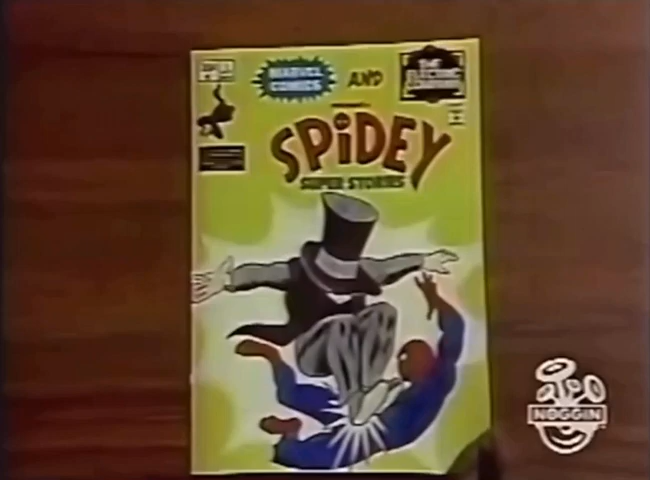 MARVEL
COMICS
AND
THE
ELECTRIC
COMPANY
SPIDEY
SUPER STORIES
NOGGIN